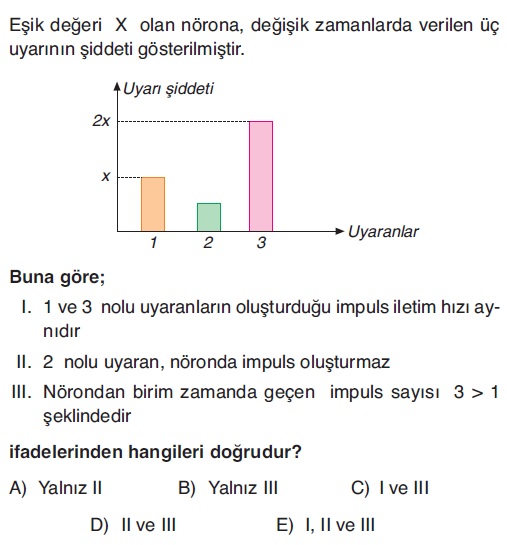 Eşik değeri X olan nörona, değişik zamanlarda verilen üç
uyarının şiddeti gösterilmiştir.
Uyarı şiddeti
2x
x
1 2 3
Uyaranlar
Buna göre;
I. 1 ve 3 nolu uyaranların oluşturduğu impuls iletim hızı ay-
nıdır
II. 2 nolu uyaran, nöronda impuls oluşturmaz
III. Nörondan birim zamanda geçen impuls sayısı 3 > 1
şeklindedir
ifadelerinden hangileri doğrudur?
A) Yalnız II B) Yalnız III C) I ve III
D) II ve III E) I, II ve III